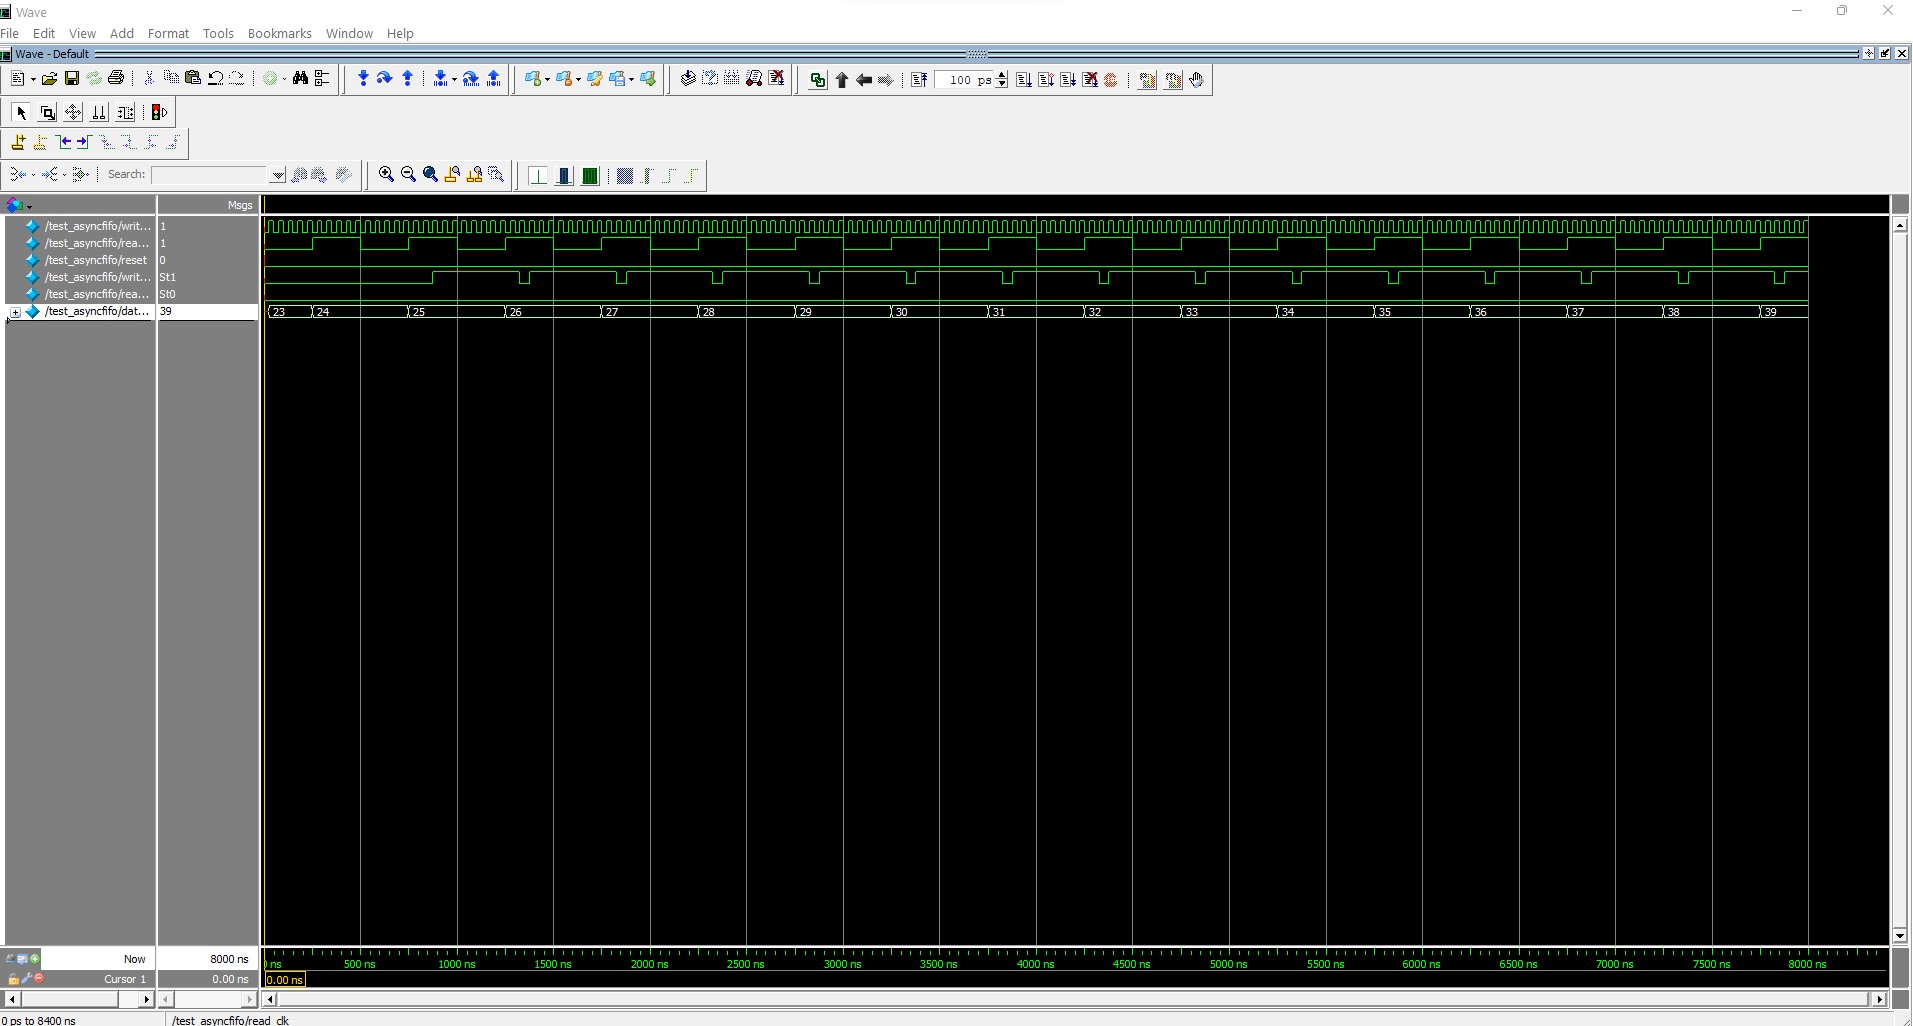 Wave
File Edit View Add Format Tools Bookmarks Window Help
Wave - Default
100 ps
Search:
Msgs
/test_asyncfifo/writ... 1
/test_asyncfifo/rea... 1
/test_asyncfifo/reset 0
/test_asyncfifo/writ... St1
/test_asyncfifo/rea... St0
/test_asyncfifo/dat... 39 23 24 25 26 27 28 29 30 31 32 33 34 35 36 37 38 39
Now 8000 ns ns 500 ns 1000 ns 1500 ns 2000 ns 2500 ns 3000 ns 3500 ns 4000 ns 4500 ns 5000 ns 5500 ns 6000 ns 6500 ns 7000 ns 7500 ns 8000 ns
Cursor 1 0.00 ns 0.00 ns
0 ps to 8400 ns /test_asyncfifo/read_clk